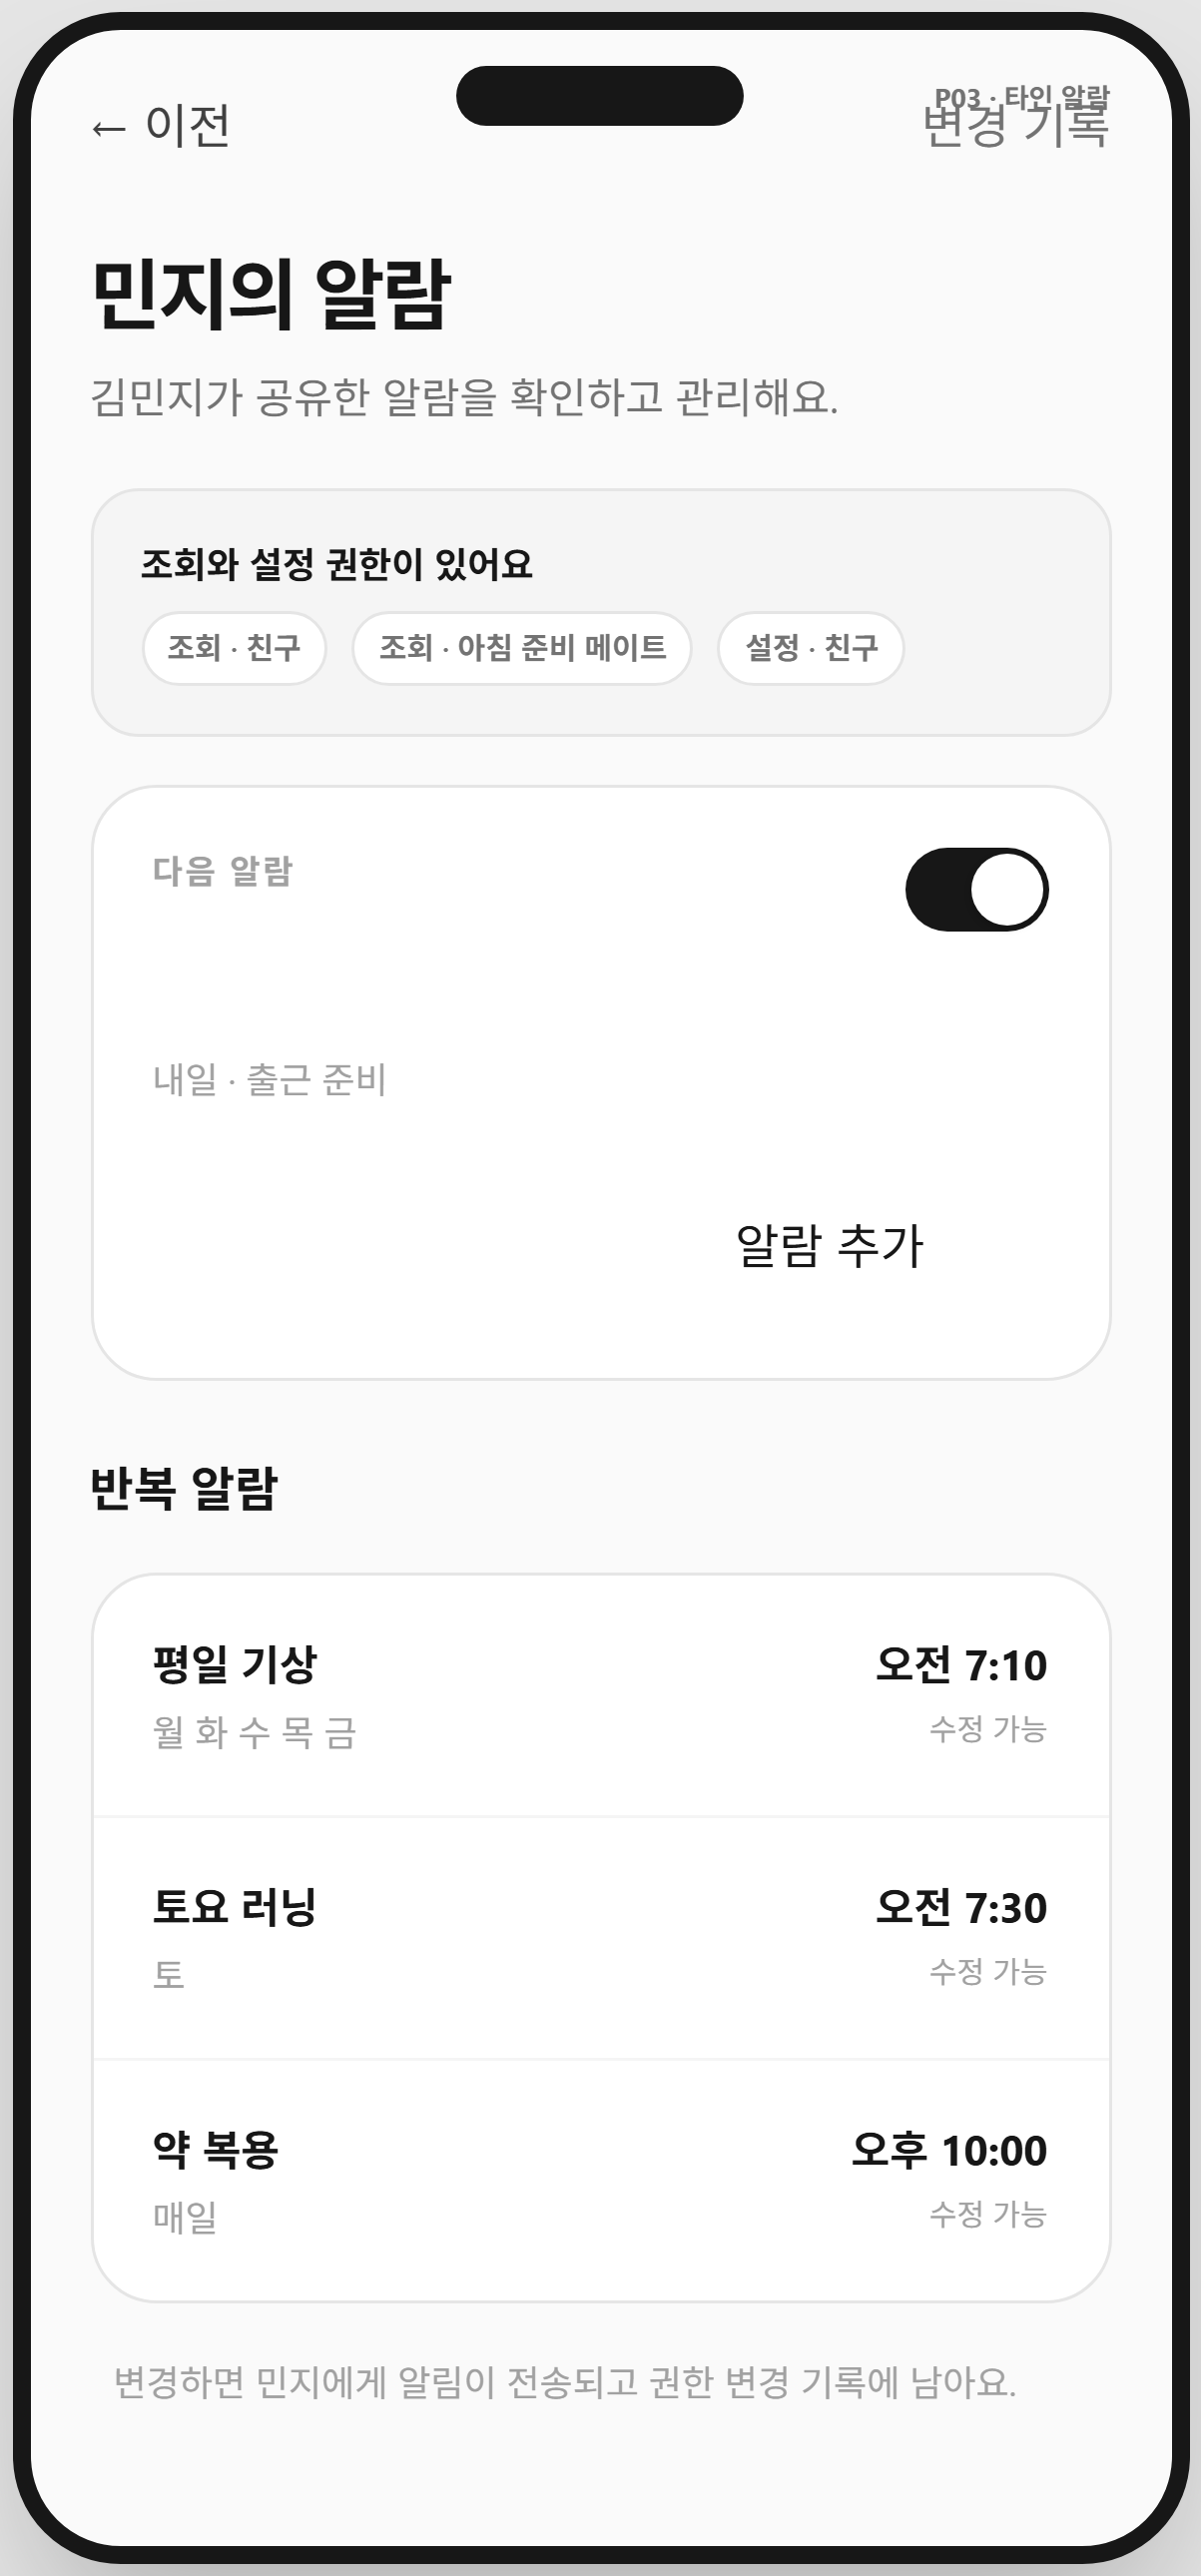 P03 · 타인 알람
← 이전
변경 기록
민지의 알람
김민지가 공유한 알람을 확인하고 관리해요.
조회와 설정 권한이 있어요
조회 · 친구
조회 · 아침 준비 메이트
설정 · 친구
다음 알람
내일 · 출근 준비
알람 추가
반복 알람
평일 기상
오전 7:10
월 화 수 목 금
수정 가능
토요 러닝
오전 7:30
토
수정 가능
약 복용
오후 10:00
매일
수정 가능
변경하면 민지에게 알림이 전송되고 권한 변경 기록에 남아요.